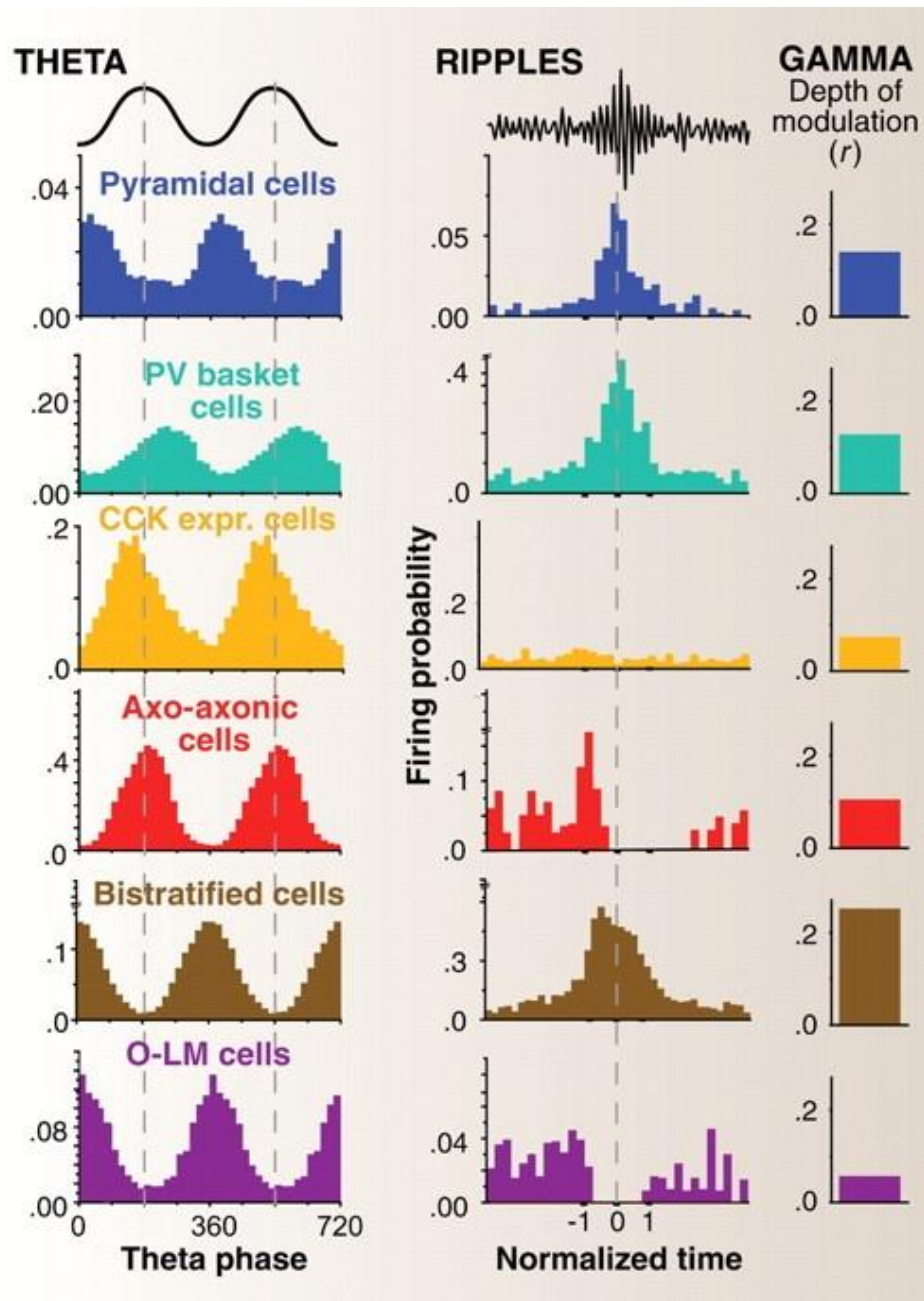 THETA
RIPPLES
GAMMA
Depth of
modulation
(r)
Pyramidal cells
.04
.00
.05
.00
.2
.0
PV basket
cells
.20
.00
.4
.0
.2
.0
CCK expr. cells
.2
.0
.2
.0
.2
.0
Axo-axonic
cells
.4
.0
.1
.0
.2
.0
Bistratified cells
.1
.0
.3
.0
.2
.0
O-LM cells
.08
.00
.04
.00
.2
.0
Firing probability
0 360 720
-1 0 1
Theta phase
Normalized time